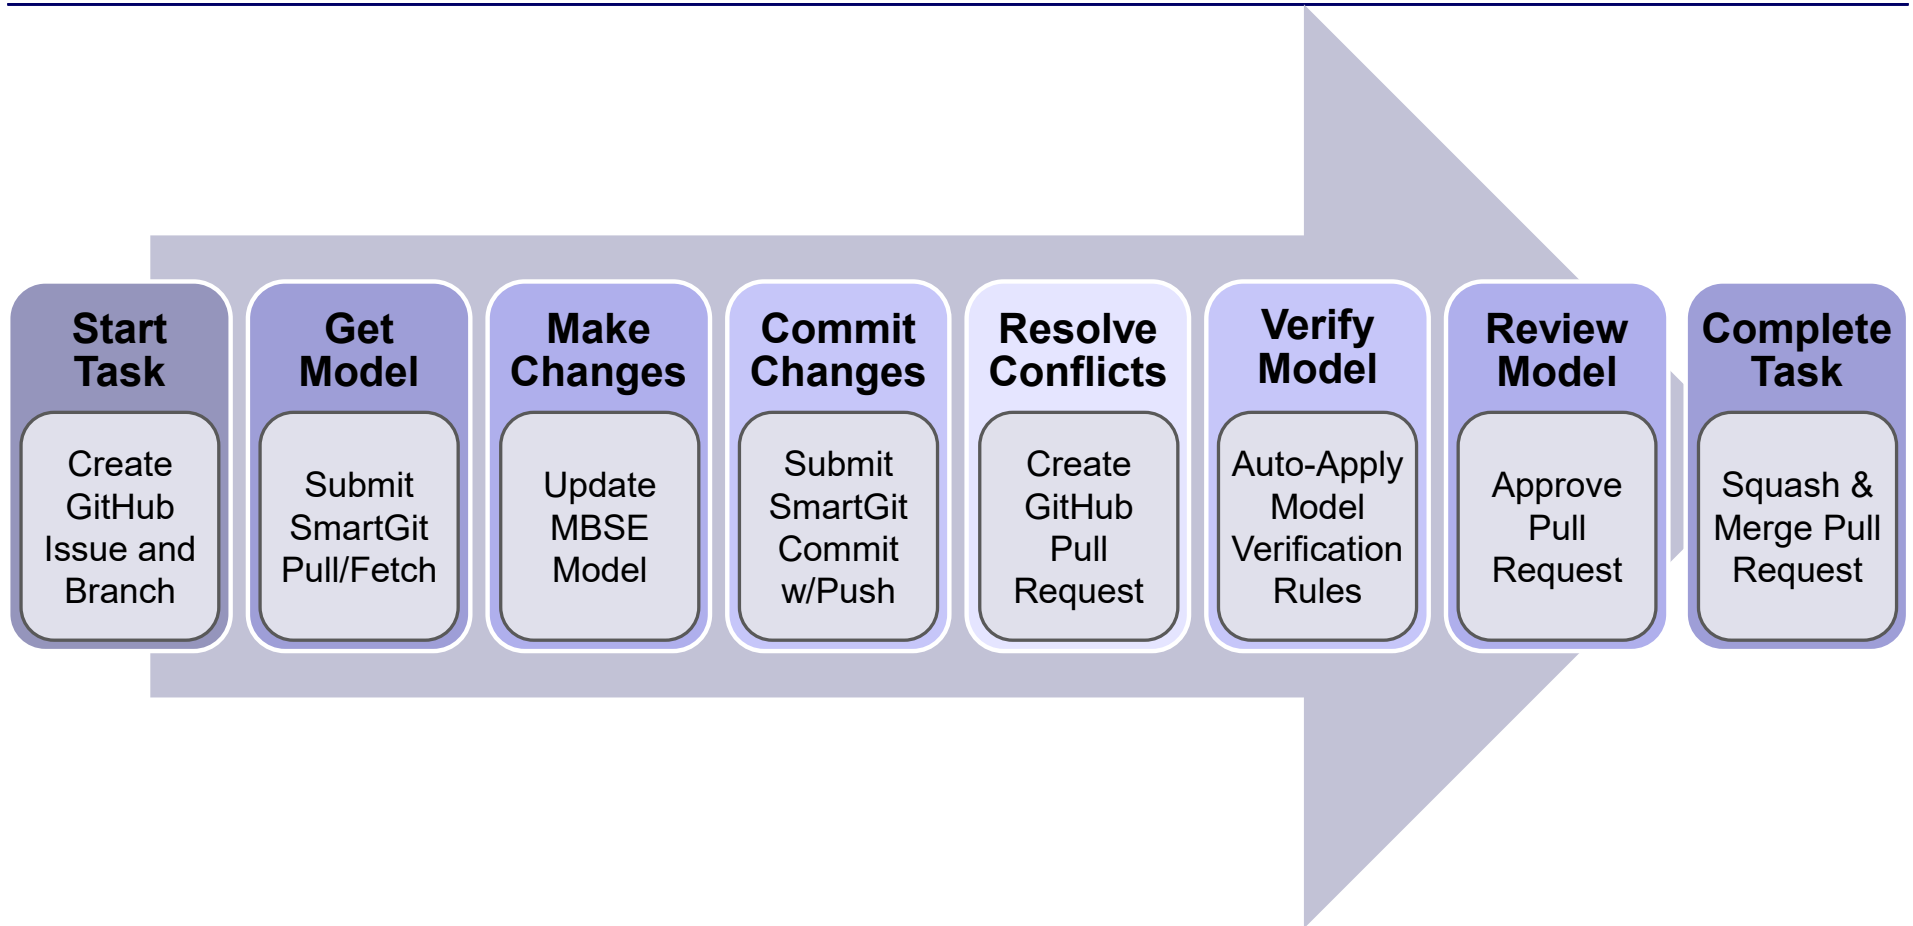 Start
Task
Create
GitHub
Issue and
Branch
Get
Model
Submit
SmartGit
Pull/Fetch
Make
Changes
Update
MBSE
Model
Commit
Changes
Submit
SmartGit
Commit
w/Push
Resolve
Conflicts
Create
GitHub
Pull
Request
Verify
Model
Auto-Apply
Model
Verification
Rules
Review
Model
Approve
Pull
Request
Complete
Task
Squash &
Merge Pull
Request